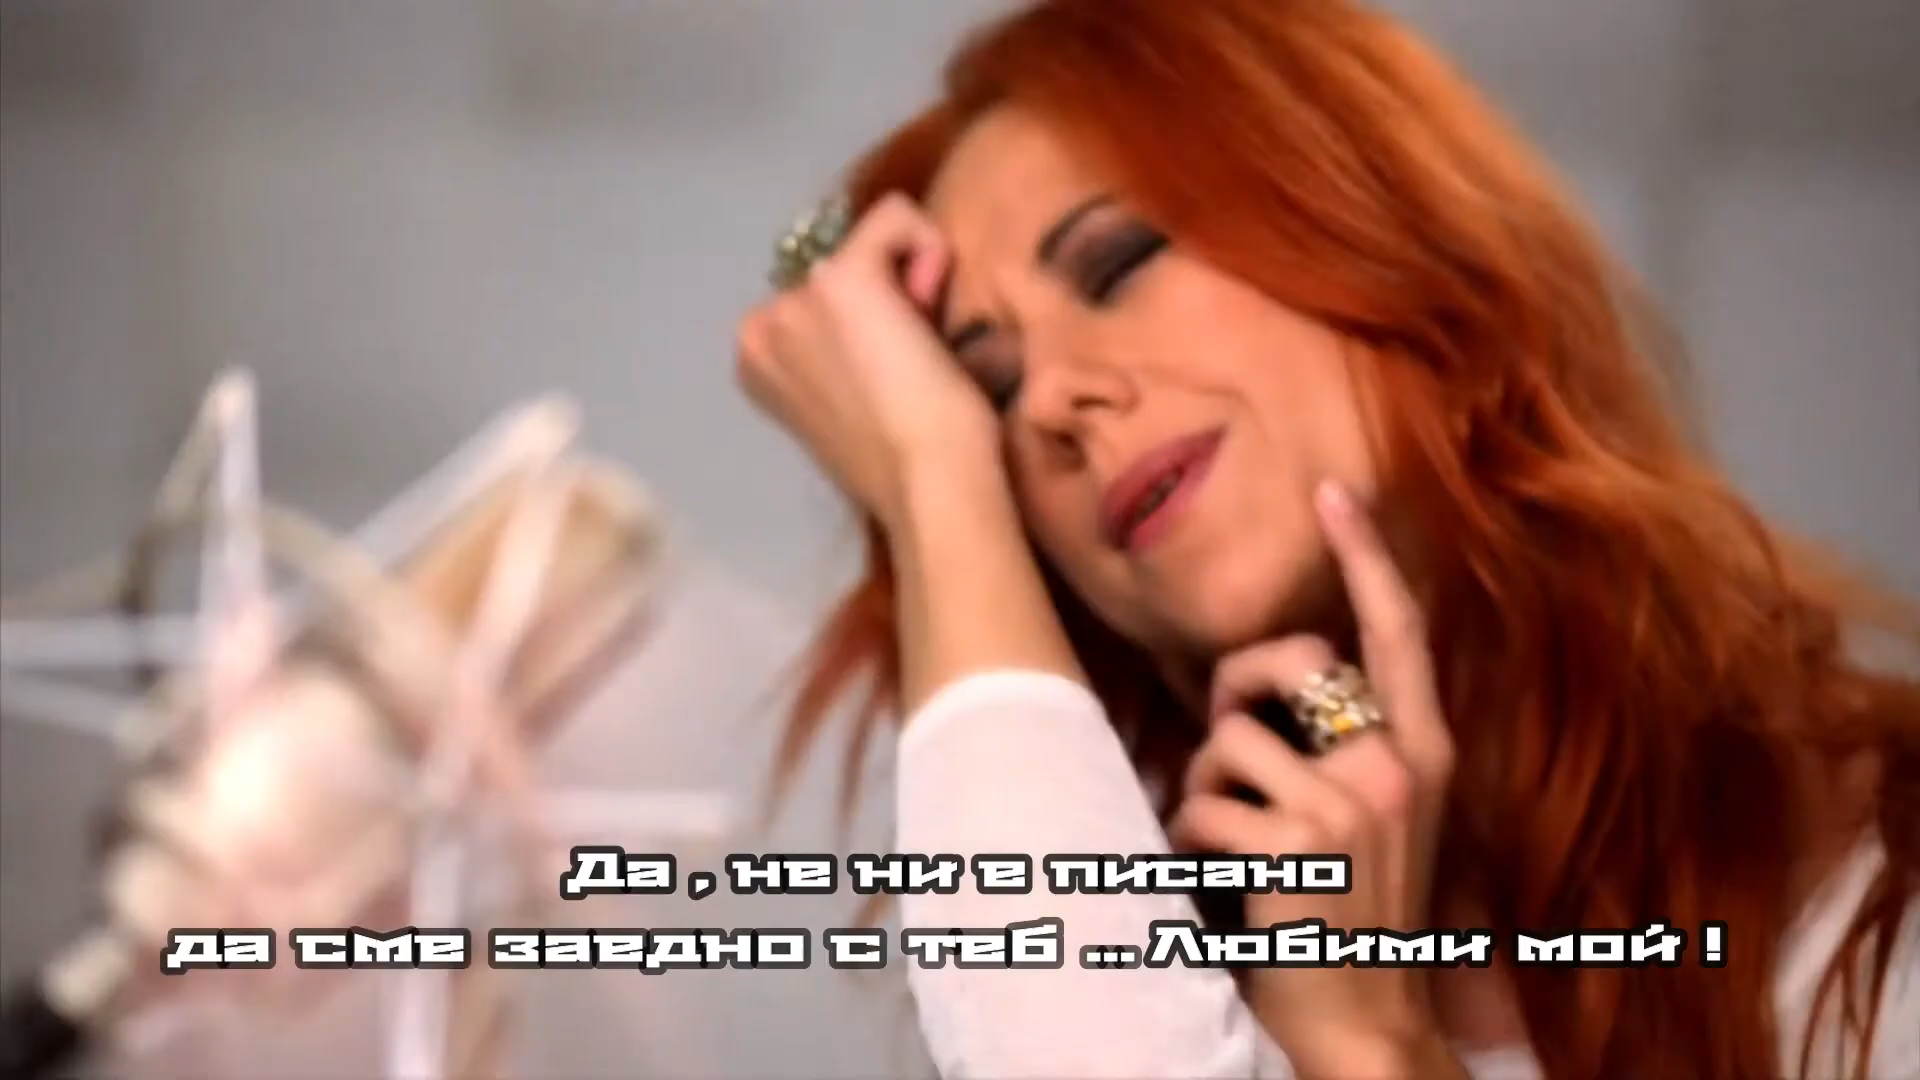 Да , не ни е писано
да сме заедно с теб ... Любими мой !